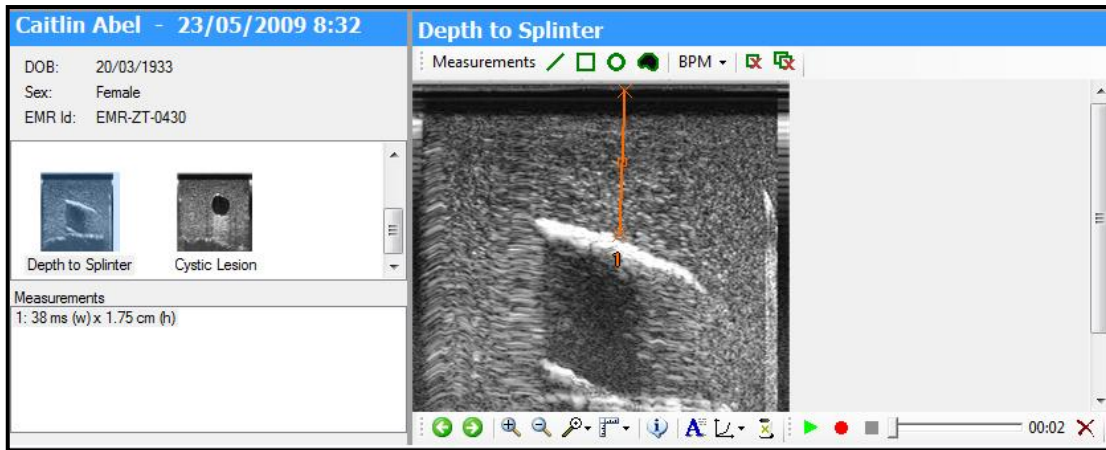 Caitlin Abel - 23/05/2009 8:32
DOB: 20/03/1933
Sex: Female
EMR Id: EMR-ZT-0430
Depth to Splinter Cystic Lesion
Measurements
1: 38 ms (w) x 1.75 cm (h)
Depth to Splinter
Measurements BPM
1
A
00:02